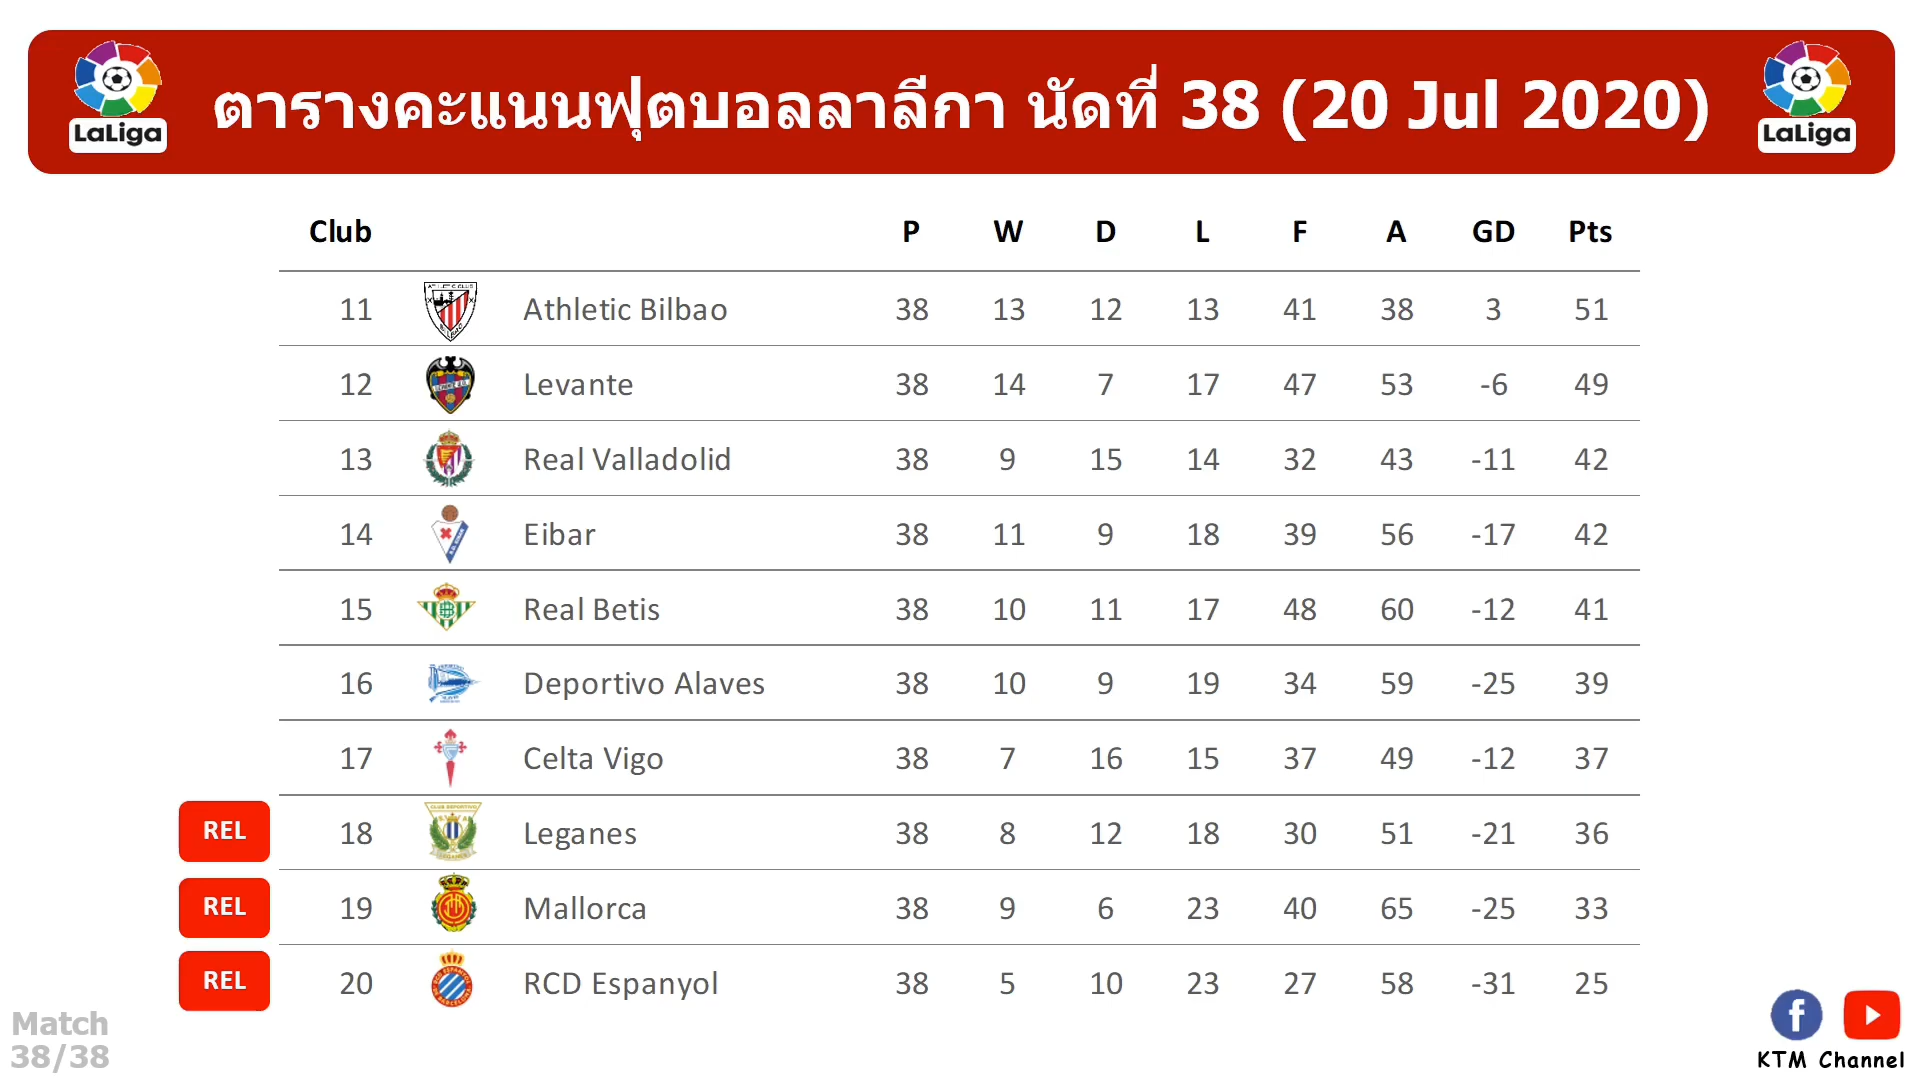 LaLiga
ตารางคะแนนฟุตบอลลาลีกา นัดที่ 38 (20 Jul 2020)
LaLiga
Club P W D L F A GD Pts
11 Athletic Bilbao 38 13 12 13 41 38 3 51
12 Levante 38 14 7 17 47 53 -6 49
13 Real Valladolid 38 9 15 14 32 43 -11 42
14 Eibar 38 11 9 18 39 56 -17 42
15 Real Betis 38 10 11 17 48 60 -12 41
16 Deportivo Alaves 38 10 9 19 34 59 -25 39
17 Celta Vigo 38 7 16 15 37 49 -12 37
REL 18 Leganes 38 8 12 18 30 51 -21 36
REL 19 Mallorca 38 9 6 23 40 65 -25 33
REL 20 RCD Espanyol 38 5 10 23 27 58 -31 25
Match
38/38
KTM Channel